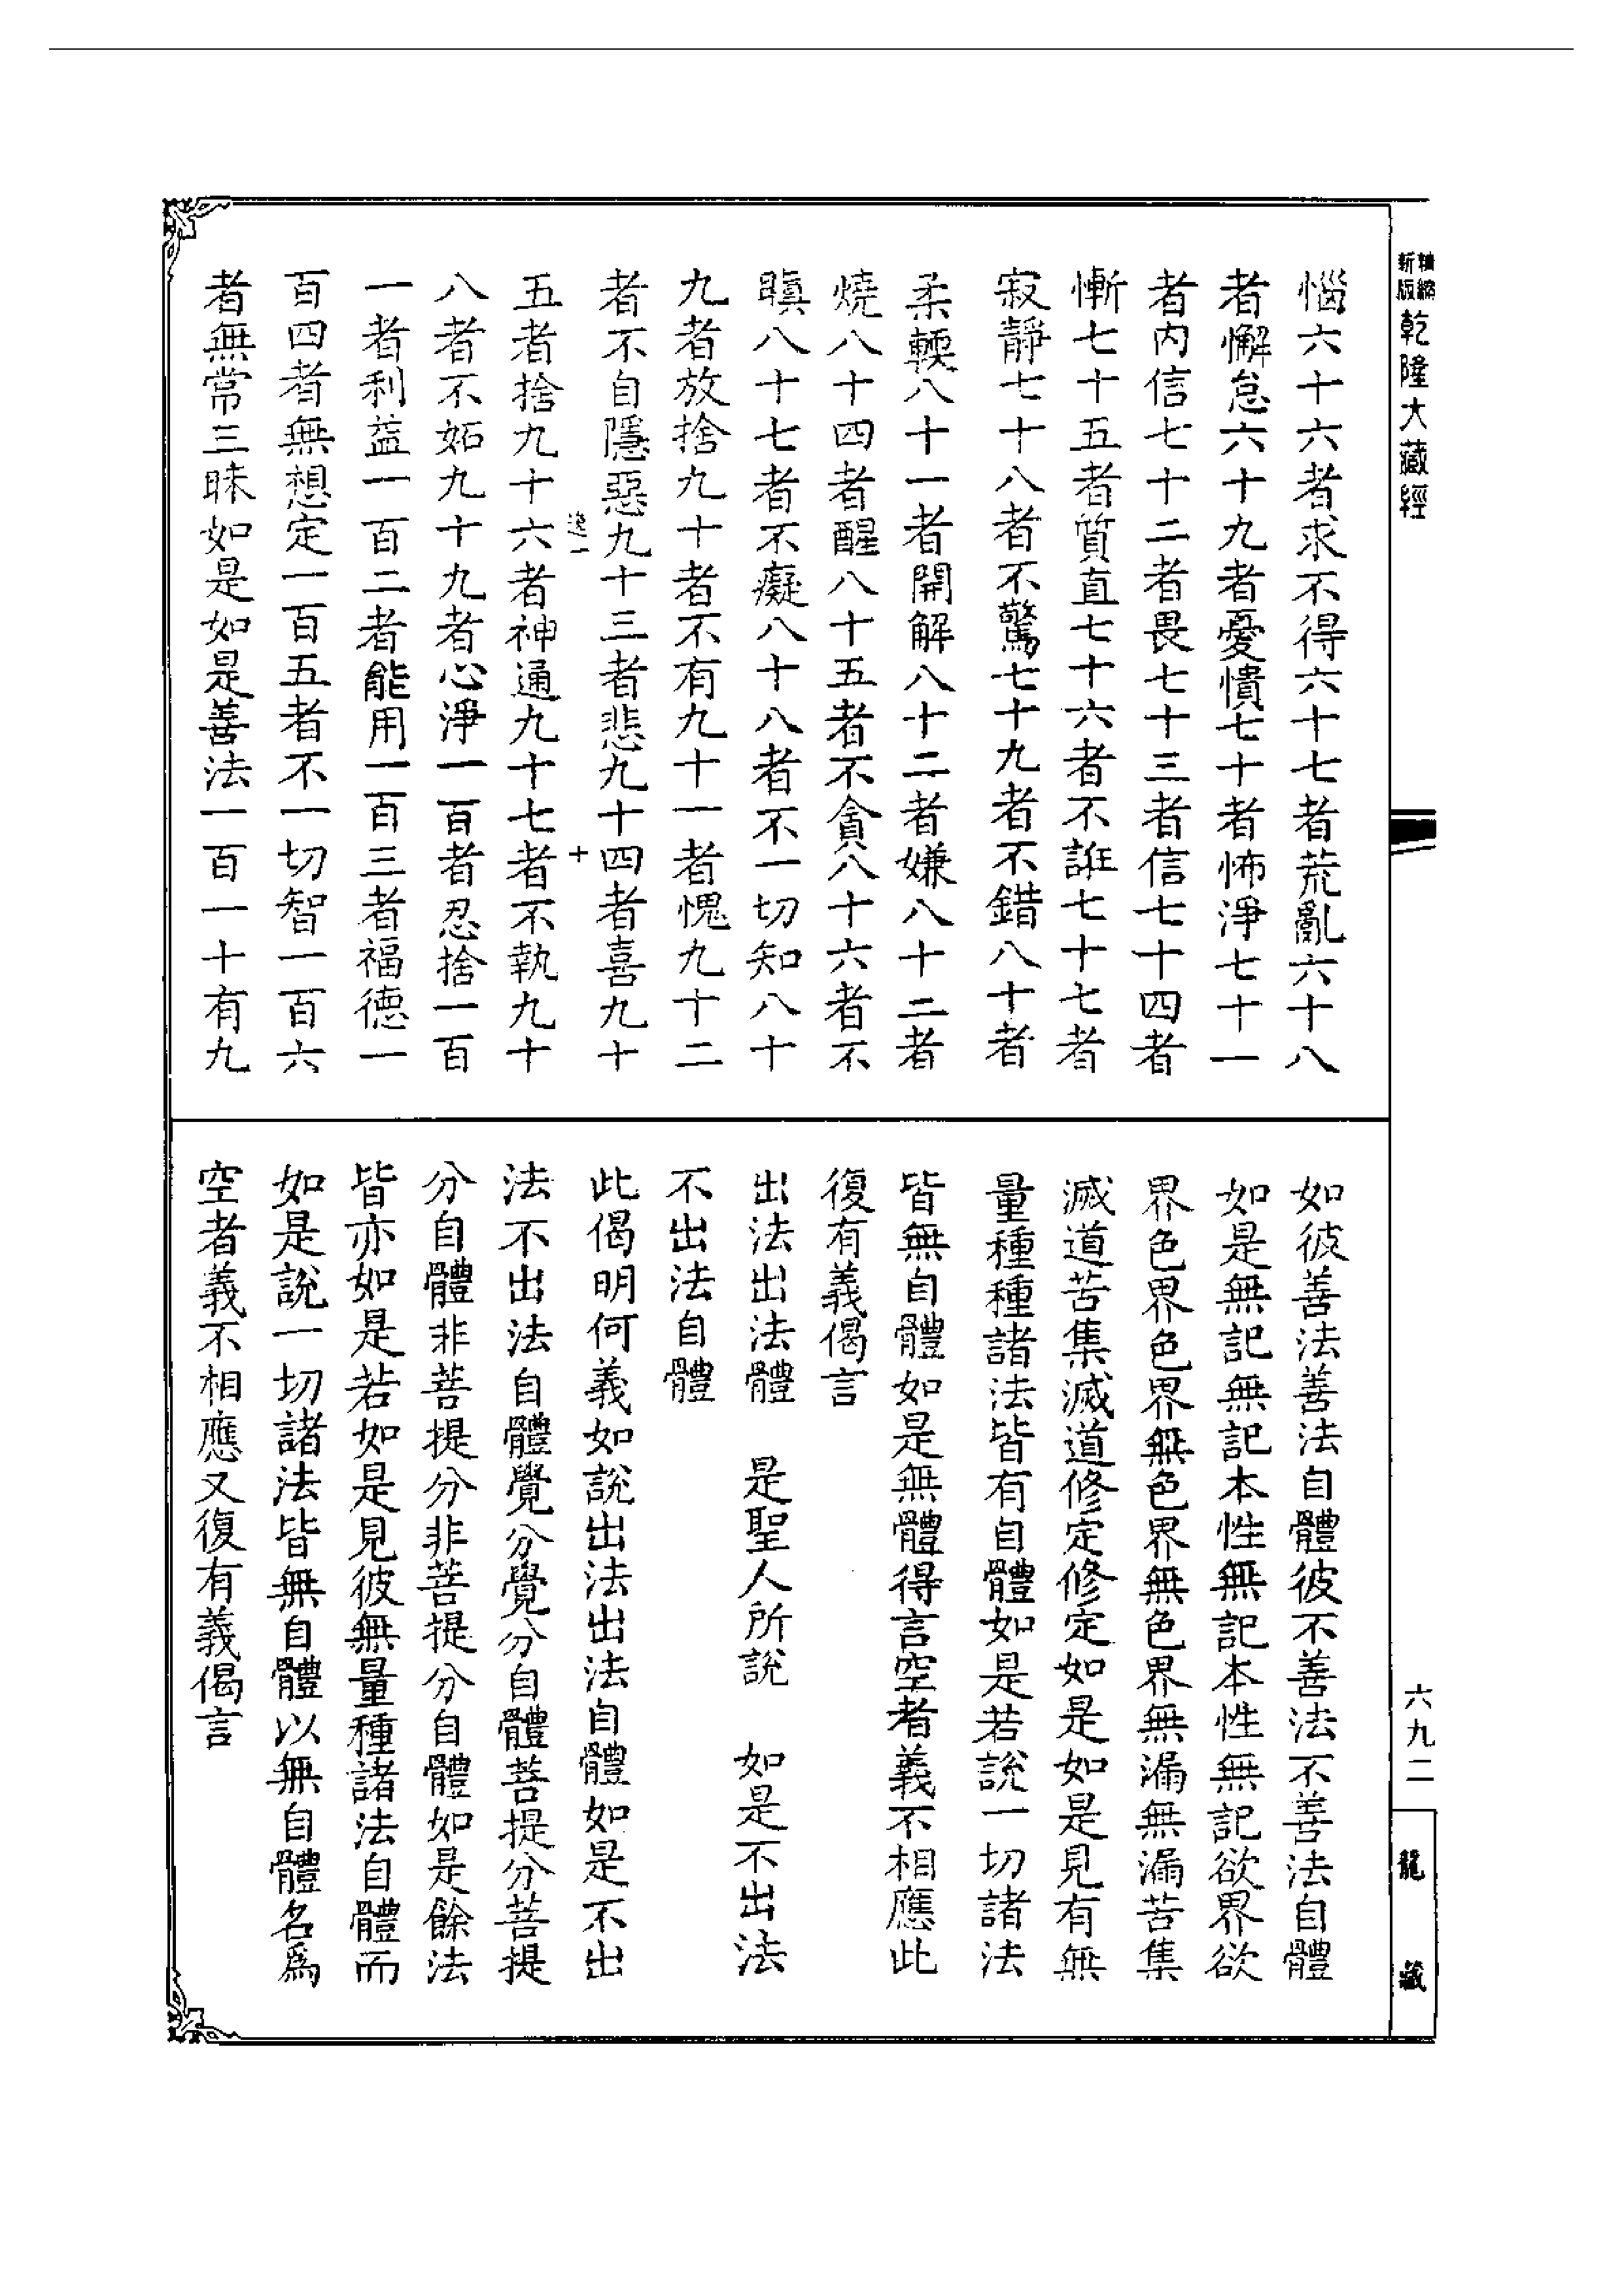 精縮新版乾隆大藏經
惱六十六者求不得六十七者荒亂六十八
者懈怠六十九者憂憒七十者怖淨七十一
者內信七十二者畏七十三者信七十四者
慚七十五者質直七十六者不誑七十七者
寂靜七十八者不驚七十九者不錯八十者
柔輭八十一者開解八十二者嫌八十二者
燒八十四者醒八十五者不貪八十六者不
瞋八十七者不癡八十八者不一切知八十
九者放捨九十者不有九十一者愧九十二
者不自隱惡九十三者悲九十四者喜九十
逸一 十
五者捨九十六者神通九十七者不執九十
八者不妬九十九者心淨一百者忍捨一百
一者利益一百二者能用一百三者福德一
百四者無想定一百五者不一切智一百六
者無常三昧如是如是善法一百一十有九
如彼善法善法自體彼不善法不善法自體
如是無記無記本性無記本性無記欲界欲
界色界色界無色界無色界無漏無漏苦集
滅道苦集滅道修定修定如是如是見有無
量種種諸法皆有自體如是若說一切諸法
皆無自體如是無體得言空者義不相應此
復有義偈言
出法出法體 是聖人所說 如是不出法
不出法自體
此偈明何義如說出法出法自體如是不出
法不出法自體覺分覺分自體菩提分菩提
分自體非菩提分非菩提分自體如是餘法
皆亦如是若如是見彼無量種諸法自體而
如是說一切諸法皆無自體以無自體名爲
空者義不相應又復有義偈言
六九二
龍藏